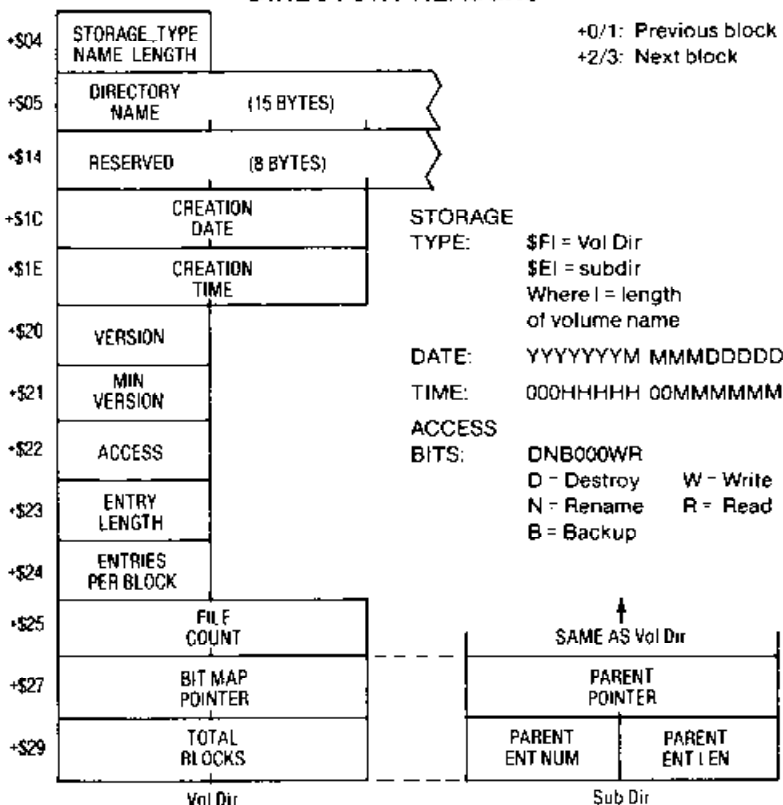 +$04 STORAGE_TYPE
NAME LENGTH
+0/1: Previous block
+2/3: Next block
+$05 DIRECTORY
NAME (15 BYTES)
+$14 RESERVED (8 BYTES)
+$1C CREATION
DATE
+$1E CREATION
TIME
+$20 VERSION
+$21 MIN
VERSION
+$22 ACCESS
+$23 ENTRY
LENGTH
+$24 ENTRIES
PER BLOCK
+$25 FILE
COUNT
+$27 BIT MAP
POINTER
+$29 TOTAL
BLOCKS
Vol Dir
STORAGE
TYPE: $Fl = Vol Dir
$El = subdir
Where l = length
of volume name
DATE: YYYYYYYM MMMDDDDD
TIME: 000HHHHH 00MMMMMM
ACCESS
BITS: DNB000WR
D = Destroy W = Write
N = Rename R = Read
B = Backup
SAME AS Vol Dir
PARENT
POINTER
PARENT
ENT NUM
PARENT
ENT LEN
Sub Dir